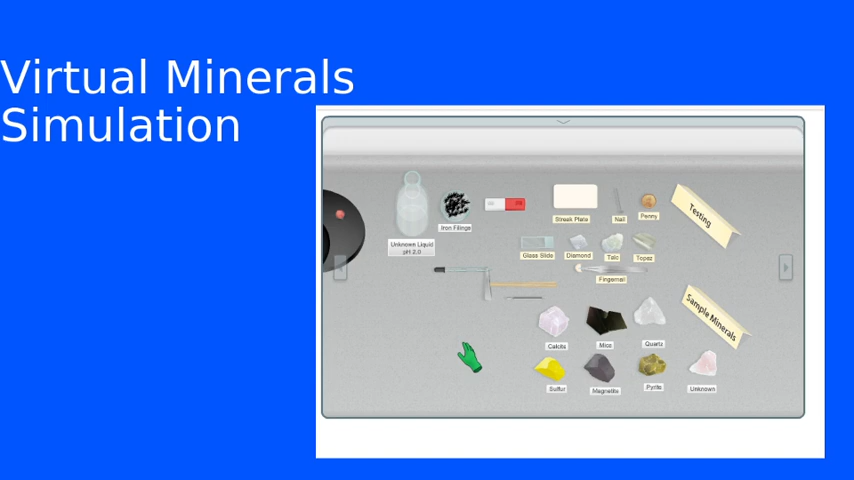 Virtual Minerals
Simulation
Iron Filings
Unknown Liquid
pH 2.0
Streak Plate
Nail
Penny
Testing
Glass Slide
Diamond
Talc
Topaz
Fingernail
Sample Minerals
Calcite
Mica
Quartz
Sulfur
Magnetite
Pyrite
Unknown